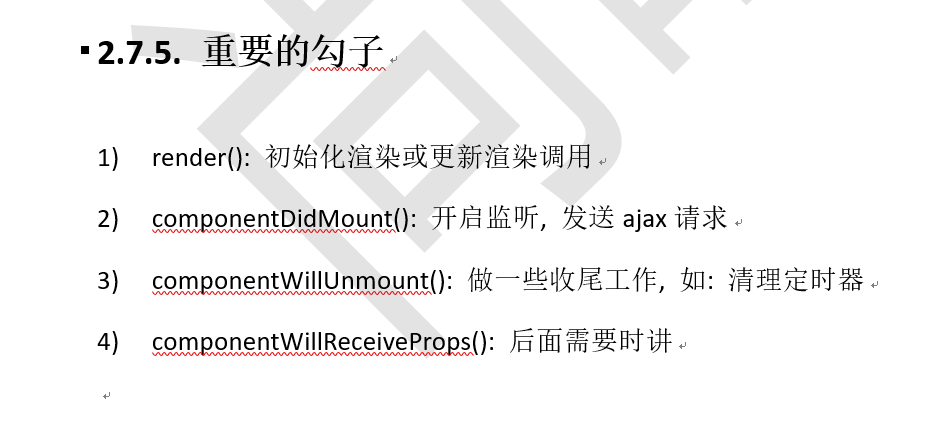 2.7.5. 重要的勾子
1) render(): 初始化渲染或更新渲染调用
2) componentDidMount(): 开启监听, 发送 ajax 请求
3) componentWillUnmount(): 做一些收尾工作, 如: 清理定时器
4) componentWillReceiveProps(): 后面需要时讲